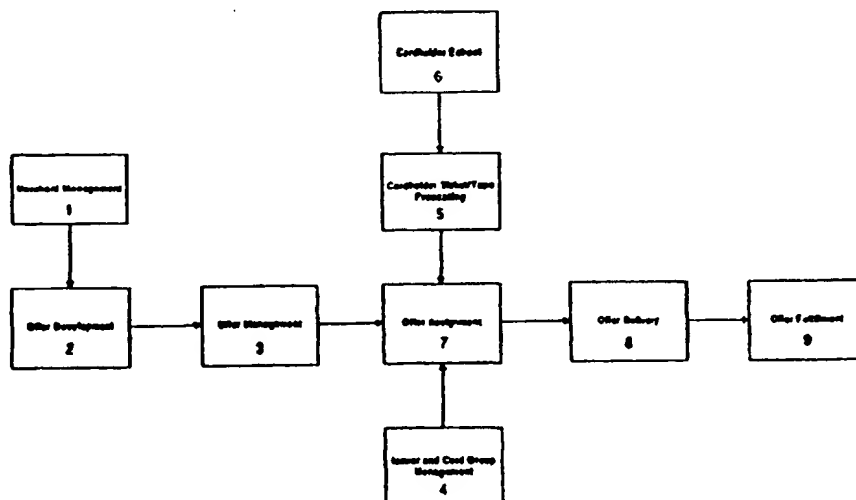 Cardholder Extract
6
Merchant Management
1
Cardholder Status/Tape
Processing
5
Offer Development
2
Offer Management
3
Offer Assignment
7
Offer Delivery
8
Offer Fulfillment
9
Issuer and Card Group
Management
4